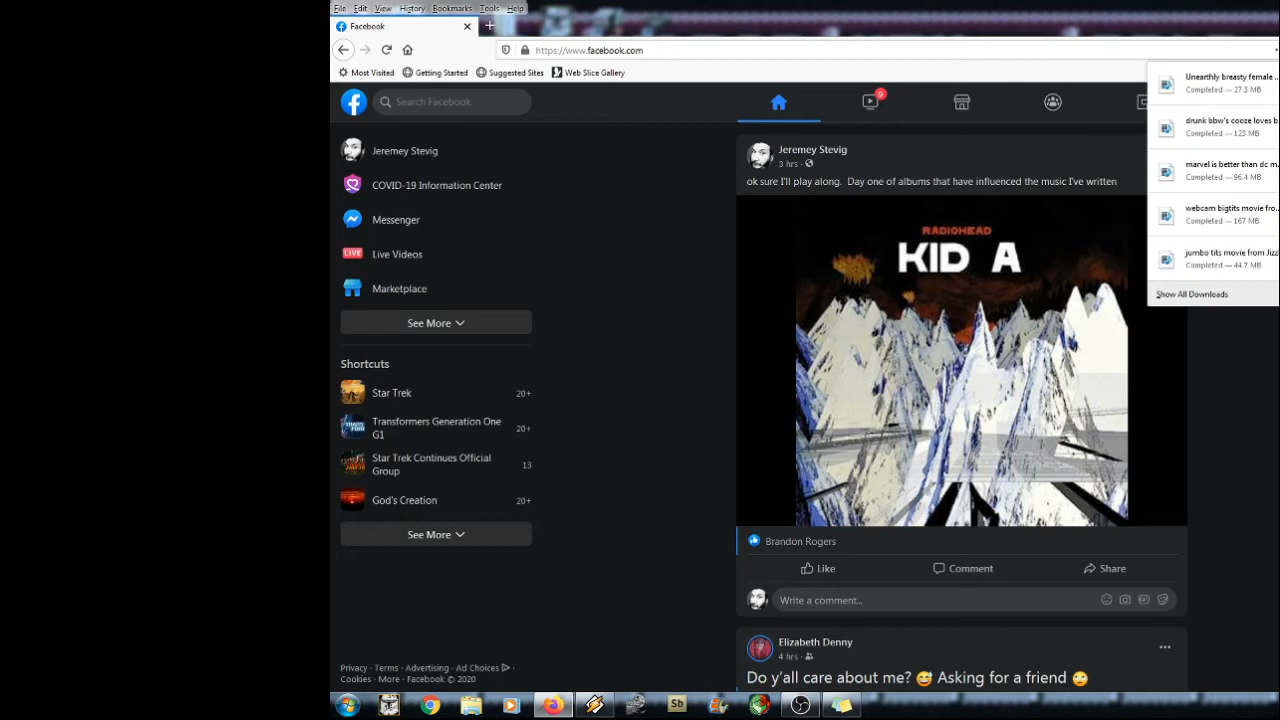 File Edit View History Bookmarks Tools Help
Facebook
https://www.facebook.com
Most Visited Getting Started Suggested Sites Web Slice Gallery
Search Facebook
9
Jeremey Stevig
COVID-19 Information Center
Messenger
LIVE Live Videos
Marketplace
See More
Shortcuts
Star Trek 20+
Transformers Generation One
G1 20+
Star Trek Continues Official
Group 13
God's Creation 20+
See More
Privacy · Terms · Advertising · Ad Choices ·
Cookies · More · Facebook © 2020
Jeremey Stevig
3 hrs ·
ok sure I'll play along. Day one of albums that have influenced the music I've written
RADIOHEAD
KID A
Brandon Rogers
Like Comment Share
Write a comment...
Elizabeth Denny
4 hrs ·
Do y'all care about me? 😅 Asking for a friend 🙄
Unearthly breasty female ...
Completed — 27.3 MB
drunk bbw's cooze loves b
Completed — 123 MB
marvel is better than dc m
Completed — 96.4 MB
webcam bigtits movie fro
Completed — 167 MB
jumbo tits movie from Jizz
Completed — 44.7 MB
Show All Downloads
Sb